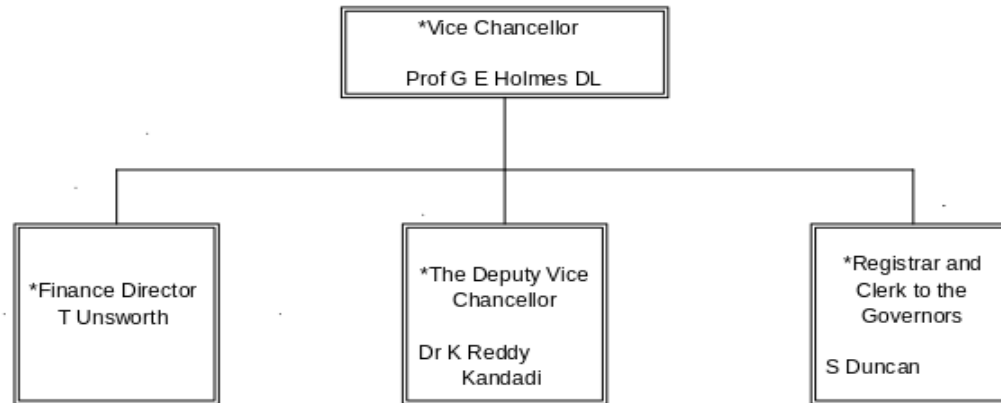 *Vice Chancellor
Prof G E Holmes DL
*Finance Director
T Unsworth
*The Deputy Vice
Chancellor
Dr K Reddy
Kandadi
*Registrar and
Clerk to the
Governors
S Duncan